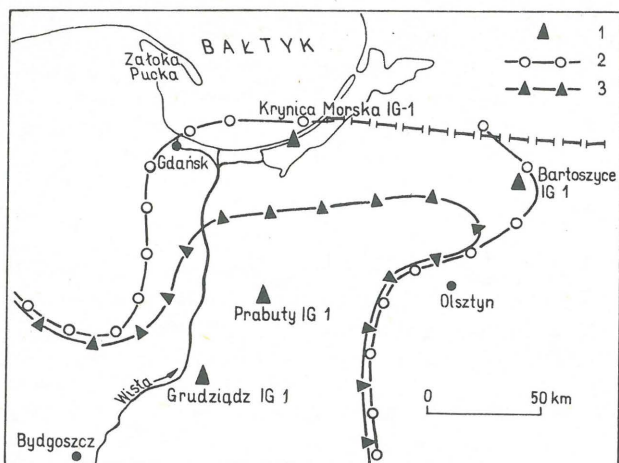 BAŁTYK
Załoka
Pucka
Krynica Morska IG-1
Gdańsk
Bartoszyce
IG 1
Olsztyn
Prabuty IG 1
Wisła
Grudziądz IG 1
Bydgoszcz
1
2
3
0 50 km